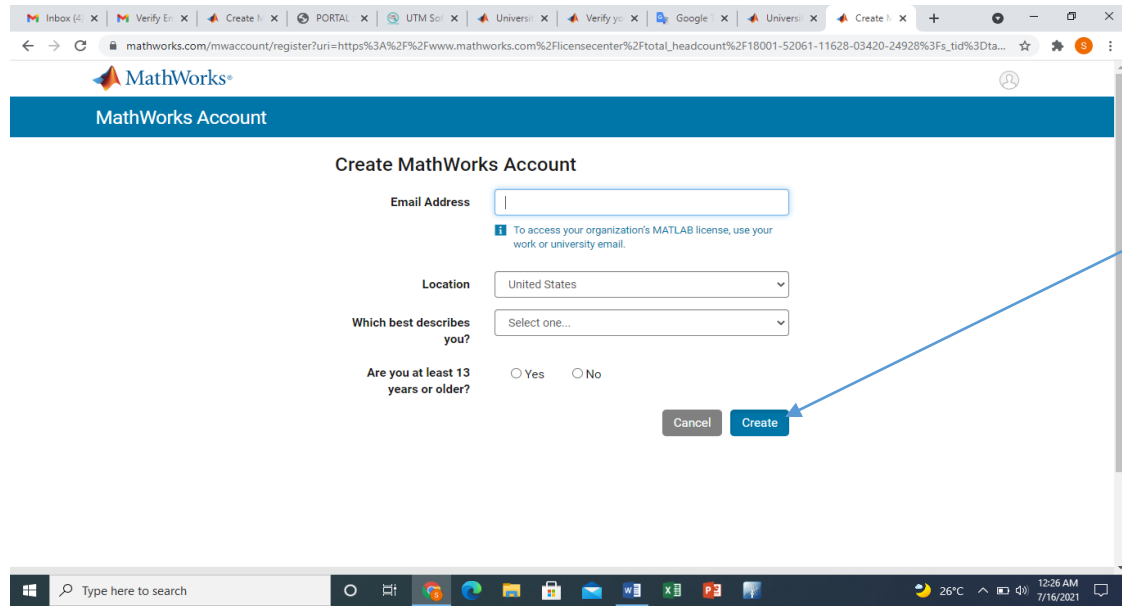 Inbox (4
Verify En
Create M
PORTAL
UTM Sof
Universi
Verify yo
Google T
Universi
Create M
mathworks.com/mwaccount/register?uri=https%3A%2F%2Fwww.mathworks.com%2Flicensecenter%2Ftotal_headcount%2F18001-52061-11628-03420-24928%3Fs_tid%3Dta...
S
MathWorks®
MathWorks Account
Create MathWorks Account
Email Address
i To access your organization's MATLAB license, use your
work or university email.
Location
United States
Which best describes
you?
Select one...
Are you at least 13
years or older?
Yes
No
Cancel
Create
Type here to search
26°C
12:26 AM
7/16/2021